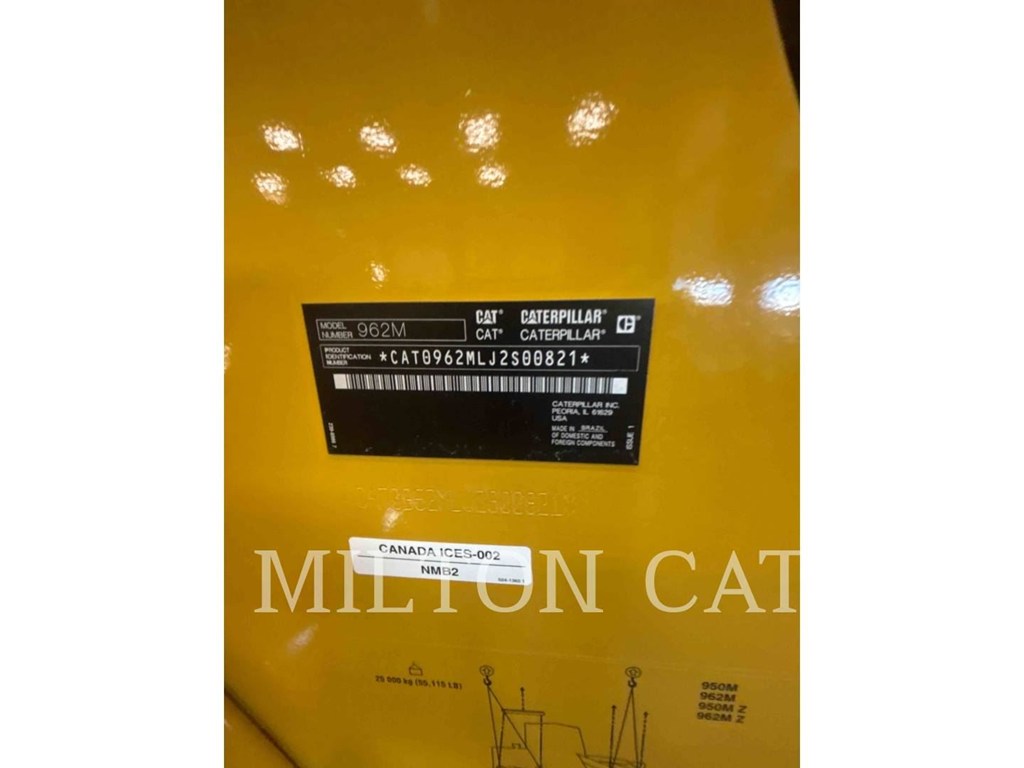 MODEL NUMBER 962M
CAT® CATERPILLAR®
CAT® CATERPILLAR®
PRODUCT IDENTIFICATION NUMBER *CAT0962MLJ2S00821*
CATERPILLAR INC.
PEORIA, IL 61629
USA
MADE IN BRAZIL
OF DOMESTIC AND
FOREIGN COMPONENTS
ISSUE 1
CANADA ICES-002
NMB2
MILTON CAT
25 000 kg (55,115 LB)
950M
962M
950M Z
962M Z